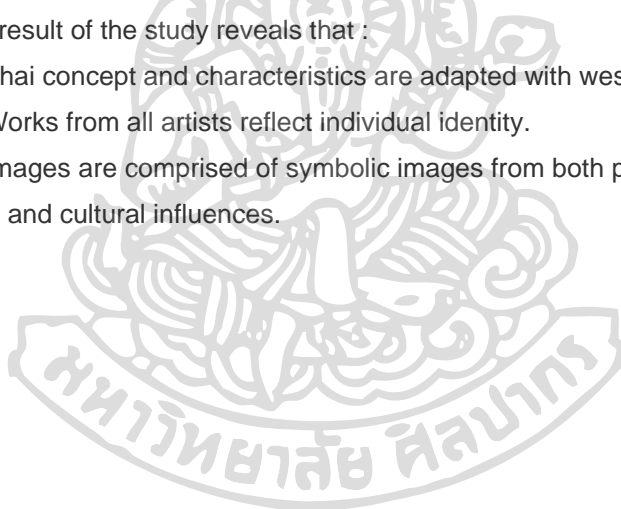 result of the study reveals that :
hai concept and characteristics are adapted with wes
Works from all artists reflect individual identity.
mages are comprised of symbolic images from both p
and cultural influences.
มหาวิทยาลัย ศิลปากร